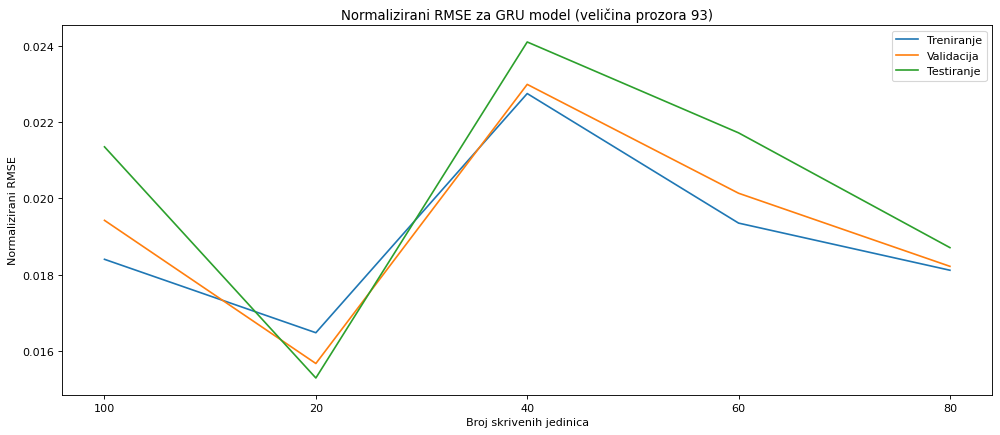 Normalizirani RMSE za GRU model (veličina prozora 93)
Treniranje
Validacija
Testiranje
0.024
0.022
0.020
0.018
0.016
Normalizirani RMSE
100 20 40 60 80
Broj skrivenih jedinica